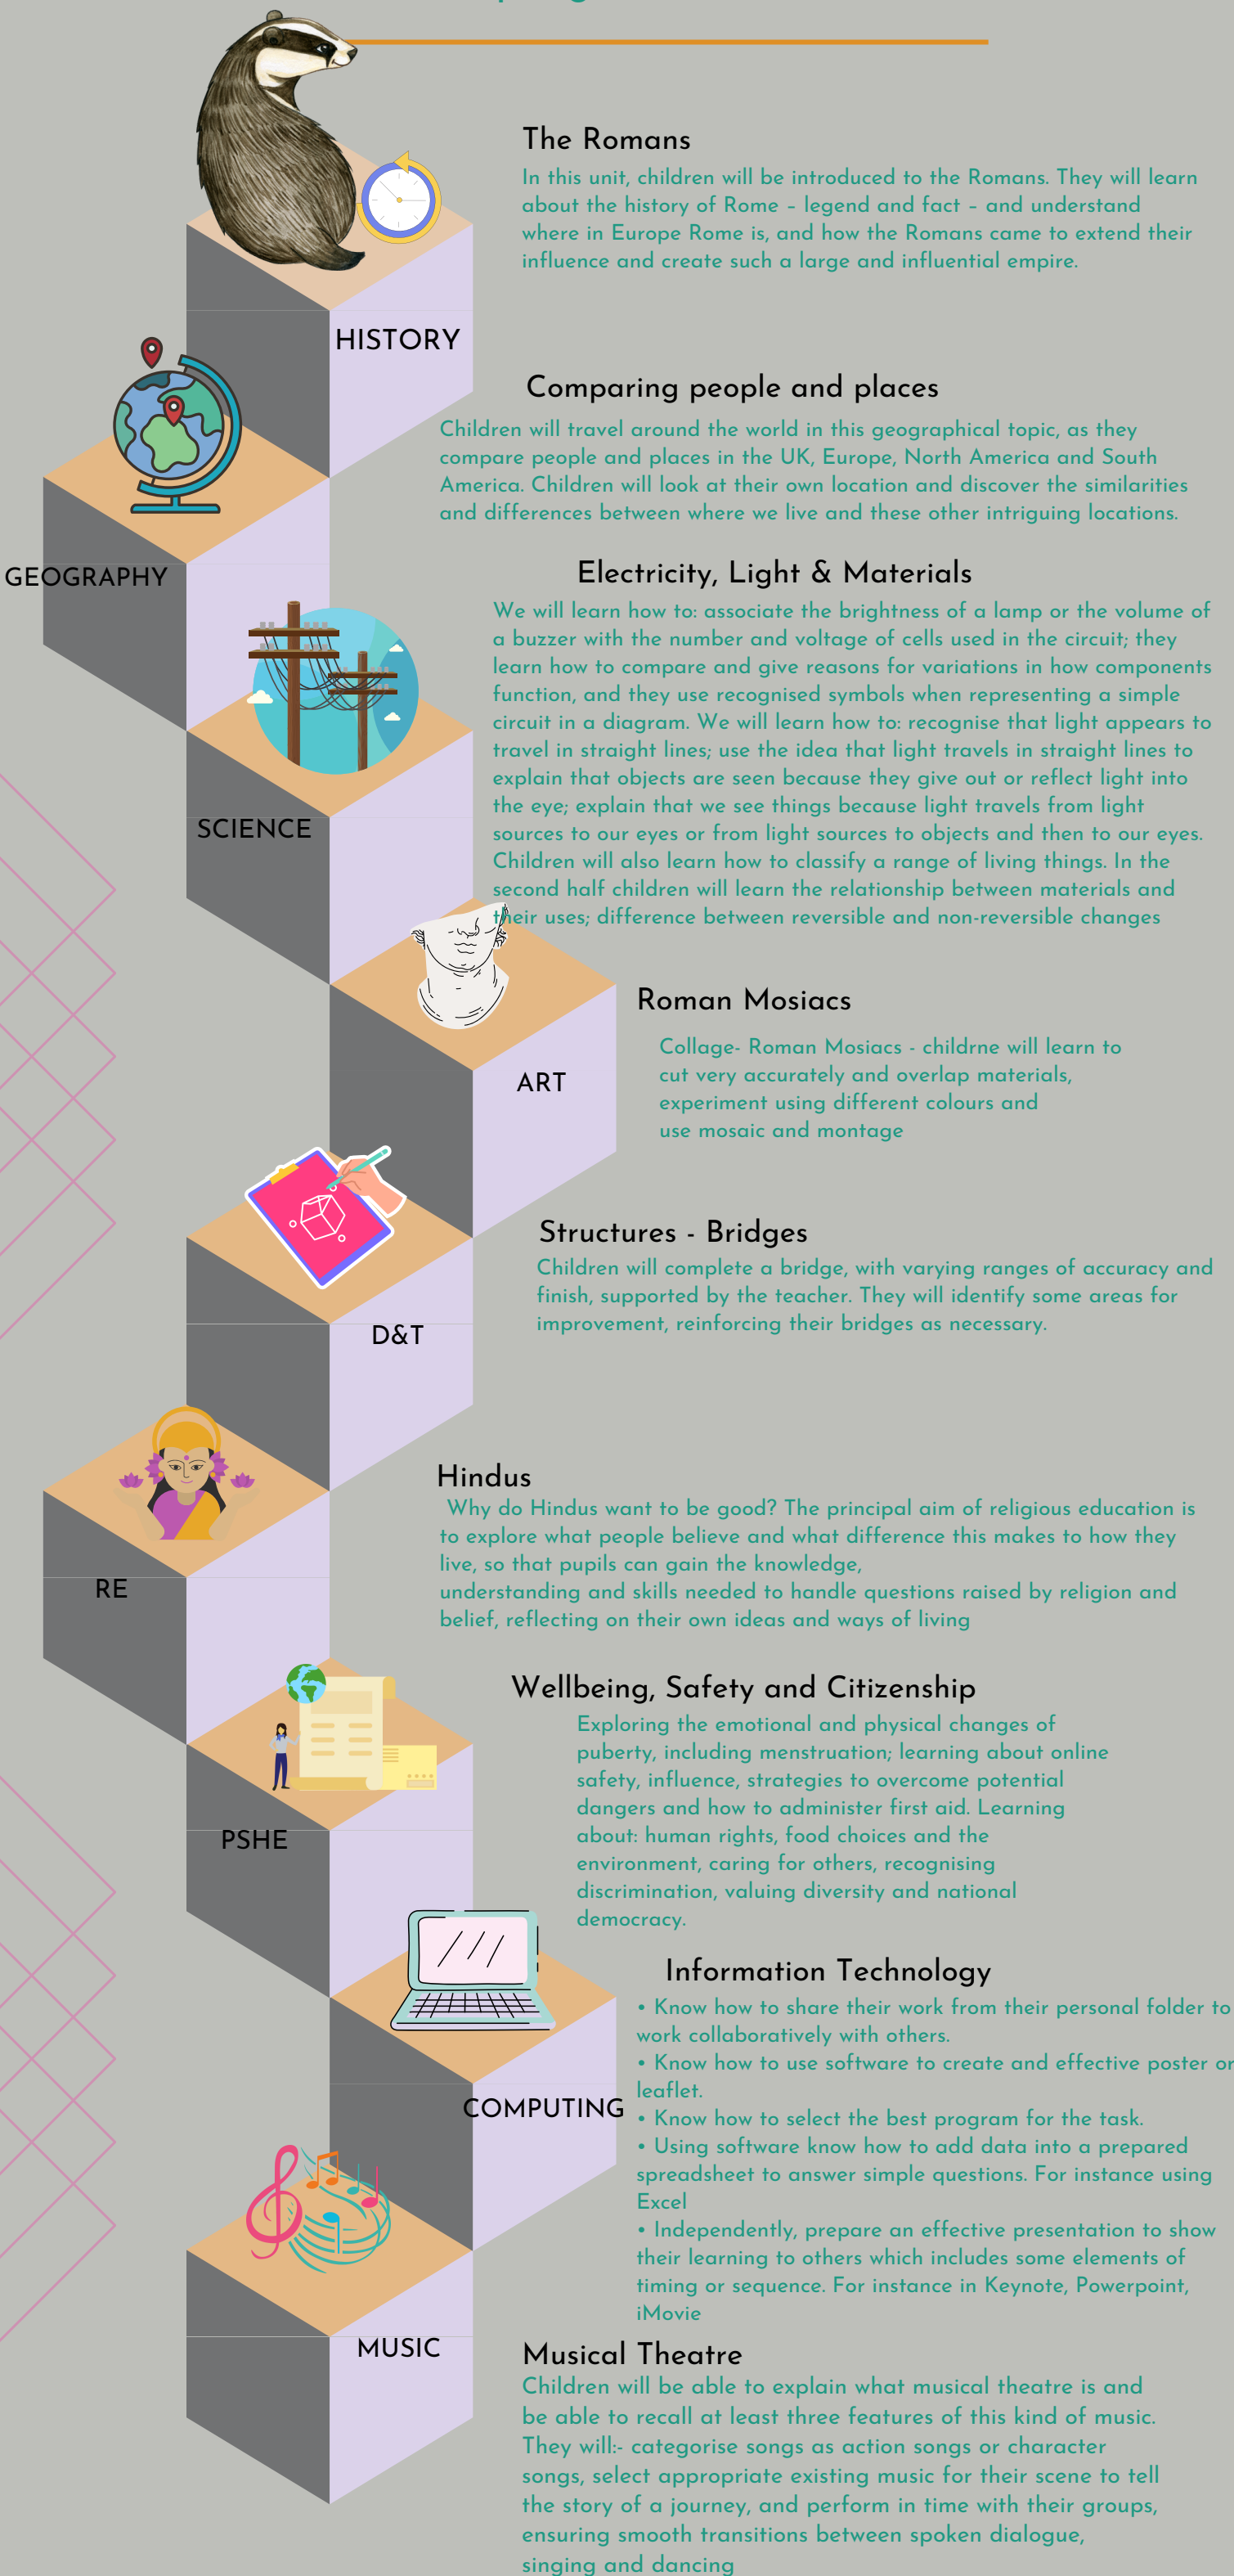 The Romans
In this unit, children will be introduced to the Romans. They will learn
about the history of Rome – legend and fact – and understand
where in Europe Rome is, and how the Romans came to extend their
influence and create such a large and influential empire.
HISTORY
Comparing people and places
Children will travel around the world in this geographical topic, as they
compare people and places in the UK, Europe, North America and South
America. Children will look at their own location and discover the similarities
and differences between where we live and these other intriguing locations.
GEOGRAPHY
Electricity, Light & Materials
We will learn how to: associate the brightness of a lamp or the volume of
a buzzer with the number and voltage of cells used in the circuit; they
learn how to compare and give reasons for variations in how components
function, and they use recognised symbols when representing a simple
circuit in a diagram. We will learn how to: recognise that light appears to
travel in straight lines; use the idea that light travels in straight lines to
explain that objects are seen because they give out or reflect light into
the eye; explain that we see things because light travels from light
sources to our eyes or from light sources to objects and then to our eyes.
Children will also learn how to classify a range of living things. In the
second half children will learn the relationship between materials and
their uses; difference between reversible and non-reversible changes
SCIENCE
Roman Mosiacs
Collage- Roman Mosiacs - childrne will learn to
cut very accurately and overlap materials,
experiment using different colours and
use mosaic and montage
ART
Structures - Bridges
Children will complete a bridge, with varying ranges of accuracy and
finish, supported by the teacher. They will identify some areas for
improvement, reinforcing their bridges as necessary.
D&T
Hindus
Why do Hindus want to be good? The principal aim of religious education is
to explore what people believe and what difference this makes to how they
live, so that pupils can gain the knowledge,
understanding and skills needed to handle questions raised by religion and
belief, reflecting on their own ideas and ways of living
RE
Wellbeing, Safety and Citizenship
Exploring the emotional and physical changes of
puberty, including menstruation; learning about online
safety, influence, strategies to overcome potential
dangers and how to administer first aid. Learning
about: human rights, food choices and the
environment, caring for others, recognising
discrimination, valuing diversity and national
democracy.
PSHE
Information Technology
• Know how to share their work from their personal folder to
work collaboratively with others.
• Know how to use software to create and effective poster or
leaflet.
• Know how to select the best program for the task.
• Using software know how to add data into a prepared
spreadsheet to answer simple questions. For instance using
Excel
• Independently, prepare an effective presentation to show
their learning to others which includes some elements of
timing or sequence. For instance in Keynote, Powerpoint,
iMovie
COMPUTING
MUSIC
Musical Theatre
Children will be able to explain what musical theatre is and
be able to recall at least three features of this kind of music.
They will:- categorise songs as action songs or character
songs, select appropriate existing music for their scene to tell
the story of a journey, and perform in time with their groups,
ensuring smooth transitions between spoken dialogue,
singing and dancing